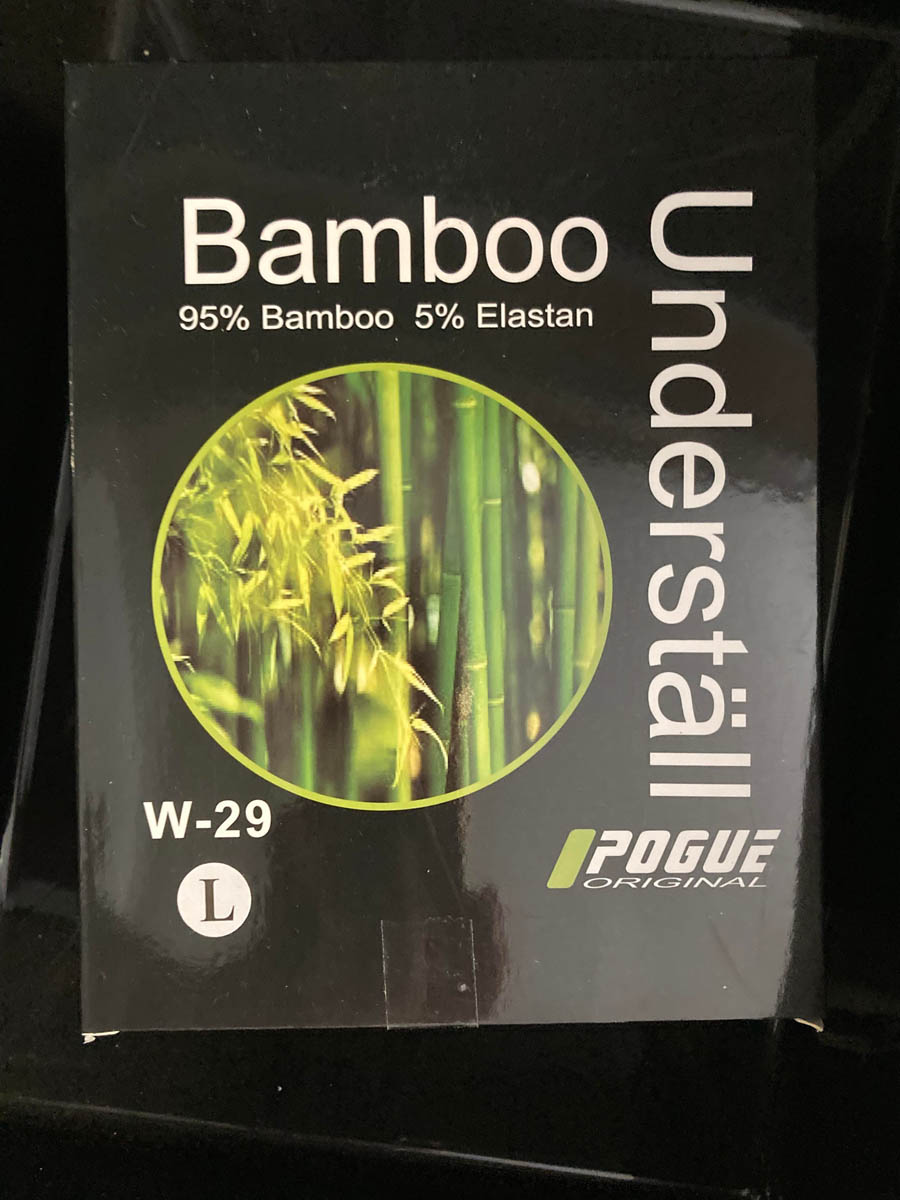 Bamboo
95% Bamboo 5% Elastan
Underställ
W-29
L
POGUE
ORIGINAL